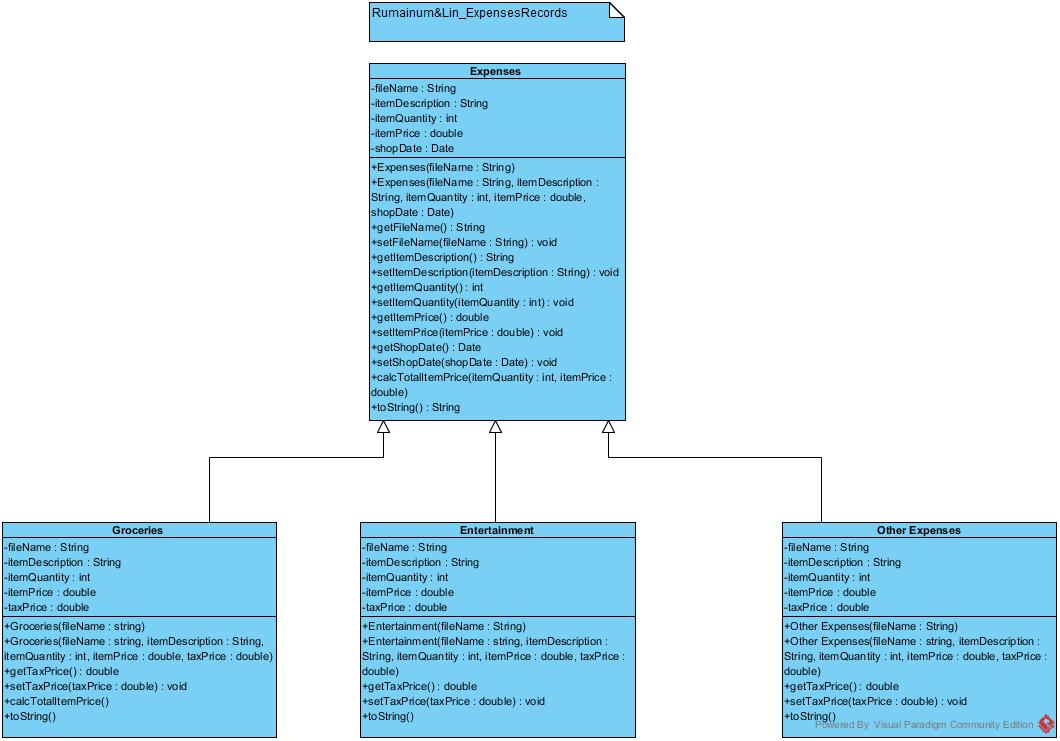 Rumainum&Lin_ExpensesRecords
Expenses
-fileName : String
-itemDescription : String
-itemQuantity : int
-itemPrice : double
-shopDate : Date
+Expenses(fileName : String)
+Expenses(fileName : String, itemDescription :
String, itemQuantity : int, itemPrice : double,
shopDate : Date)
+getFileName() : String
+setFileName(fileName : String) : void
+getItemDescription() : String
+setItemDescription(itemDescription : String) : void
+getItemQuantity() : int
+setItemQuantity(itemQuantity : int) : void
+getItemPrice() : double
+setItemPrice(itemPrice : double) : void
+getShopDate() : Date
+setShopDate(shopDate : Date) : void
+calcTotalItemPrice(itemQuantity : int, itemPrice :
double)
+toString() : String
Groceries
-fileName : String
-itemDescription : String
-itemQuantity : int
-itemPrice : double
-taxPrice : double
+Groceries(fileName : string)
+Groceries(fileName : string, itemDescription : String,
itemQuantity : int, itemPrice : double, taxPrice : double)
+getTaxPrice() : double
+setTaxPrice(taxPrice : double) : void
+calcTotalItemPrice()
+toString()
Entertainment
-fileName : String
-itemDescription : String
-itemQuantity : int
-itemPrice : double
-taxPrice : double
+Entertainment(fileName : String)
+Entertainment(fileName : string, itemDescription :
String, itemQuantity : int, itemPrice : double, taxPrice :
double)
+getTaxPrice() : double
+setTaxPrice(taxPrice : double) : void
+toString()
Other Expenses
-fileName : String
-itemDescription : String
-itemQuantity : int
-itemPrice : double
-taxPrice : double
+Other Expenses(fileName : String)
+Other Expenses(fileName : string, itemDescription :
String, itemQuantity : int, itemPrice : double, taxPrice :
double)
+getTaxPrice() : double
+setTaxPrice(taxPrice : double) : void
+toString()
Powered By Visual Paradigm Community Edition